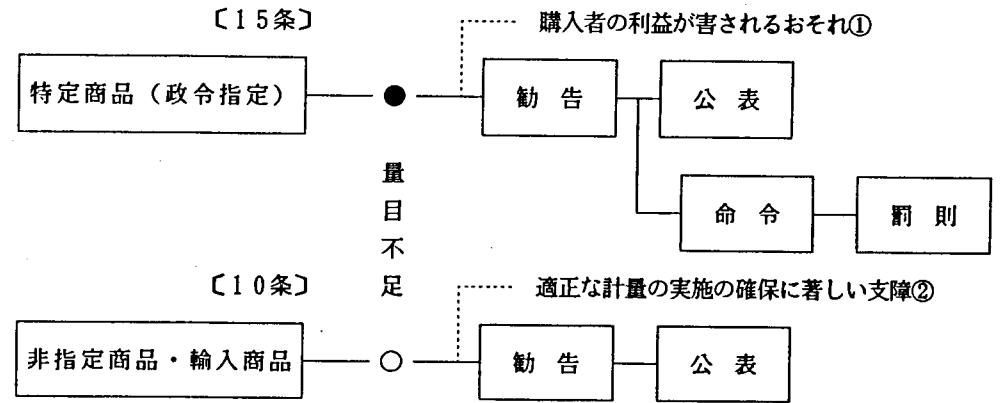 〔15条〕
購入者の利益が害されるおそれ①
特定商品(政令指定)
勧告
公表
量目不足
命令
罰則
〔10条〕
適正な計量の実施の確保に著しい支障②
非指定商品・輸入商品
勧告
公表